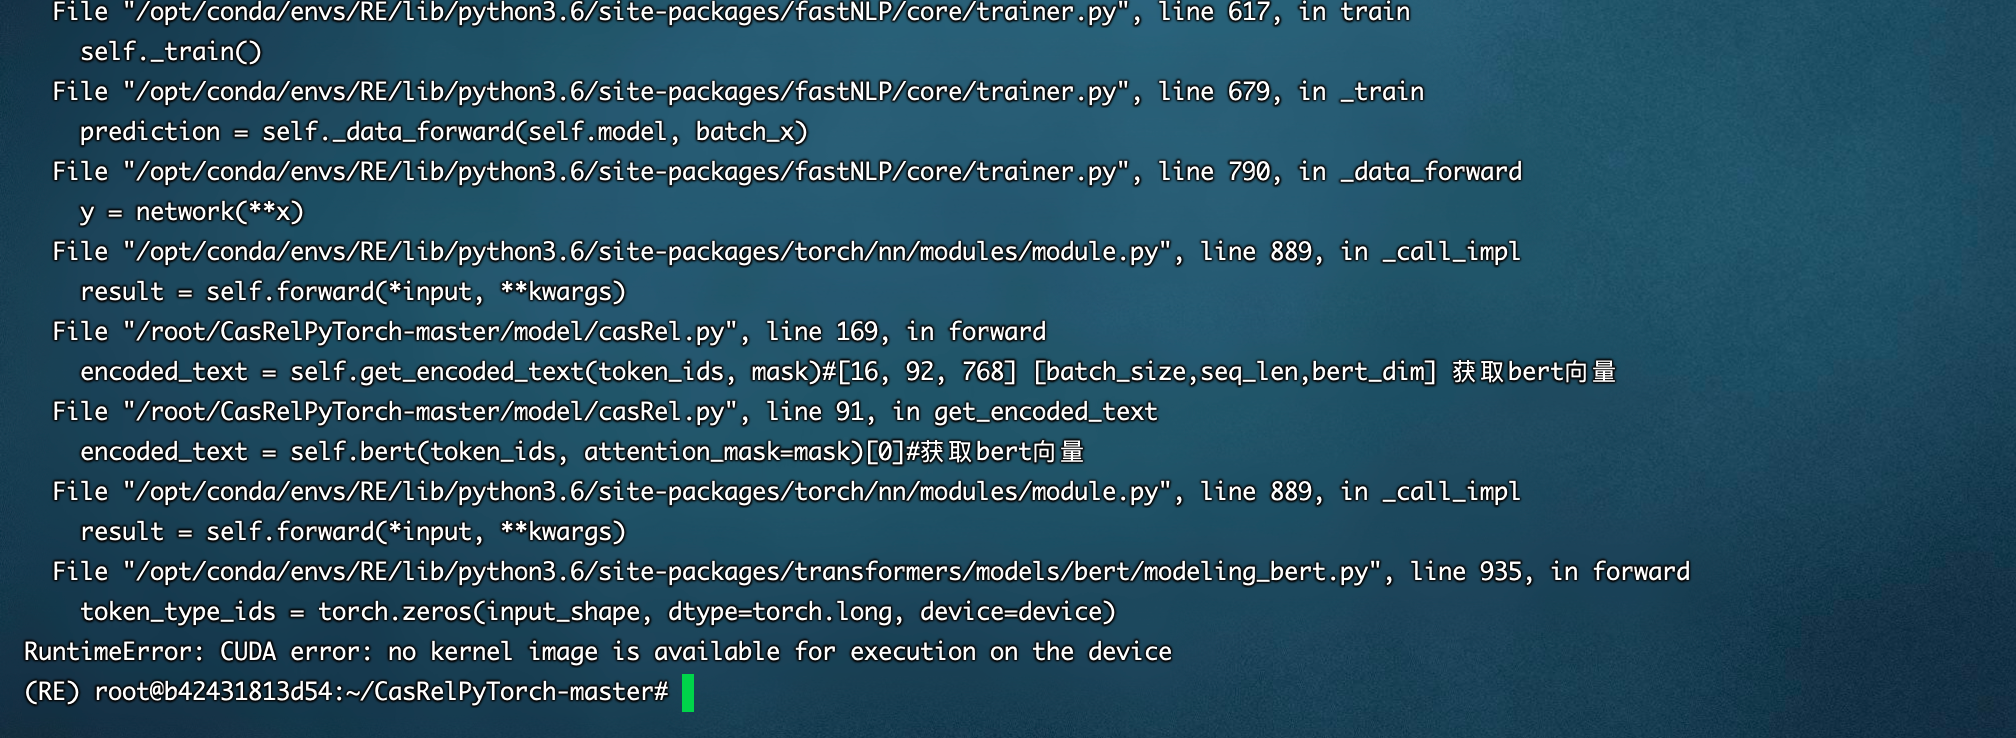 File "/opt/conda/envs/RE/lib/python3.6/site-packages/fastNLP/core/trainer.py", line 617, in train
self._train()
File "/opt/conda/envs/RE/lib/python3.6/site-packages/fastNLP/core/trainer.py", line 679, in _train
prediction = self._data_forward(self.model, batch_x)
File "/opt/conda/envs/RE/lib/python3.6/site-packages/fastNLP/core/trainer.py", line 790, in _data_forward
y = network(**x)
File "/opt/conda/envs/RE/lib/python3.6/site-packages/torch/nn/modules/module.py", line 889, in _call_impl
result = self.forward(*input, **kwargs)
File "/root/CasRelPyTorch-master/model/casRel.py", line 169, in forward
encoded_text = self.get_encoded_text(token_ids, mask)#[16, 92, 768] [batch_size,seq_len,bert_dim] 获取bert向量
File "/root/CasRelPyTorch-master/model/casRel.py", line 91, in get_encoded_text
encoded_text = self.bert(token_ids, attention_mask=mask)[0]#获取bert向量
File "/opt/conda/envs/RE/lib/python3.6/site-packages/torch/nn/modules/module.py", line 889, in _call_impl
result = self.forward(*input, **kwargs)
File "/opt/conda/envs/RE/lib/python3.6/site-packages/transformers/models/bert/modeling_bert.py", line 935, in forward
token_type_ids = torch.zeros(input_shape, dtype=torch.long, device=device)
RuntimeError: CUDA error: no kernel image is available for execution on the device
(RE) root@b42431813d54:~/CasRelPyTorch-master#